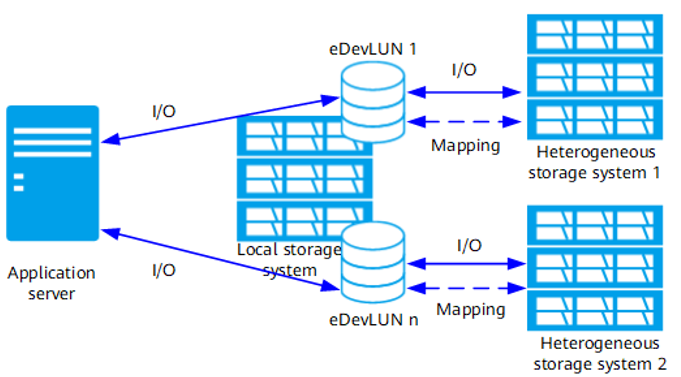 eDevLUN 1
I/O
I/O
Mapping
Heterogeneous
storage system 1
Local storage
system
I/O
I/O
Application
server
Mapping
eDevLUN n
Heterogeneous
storage system 2